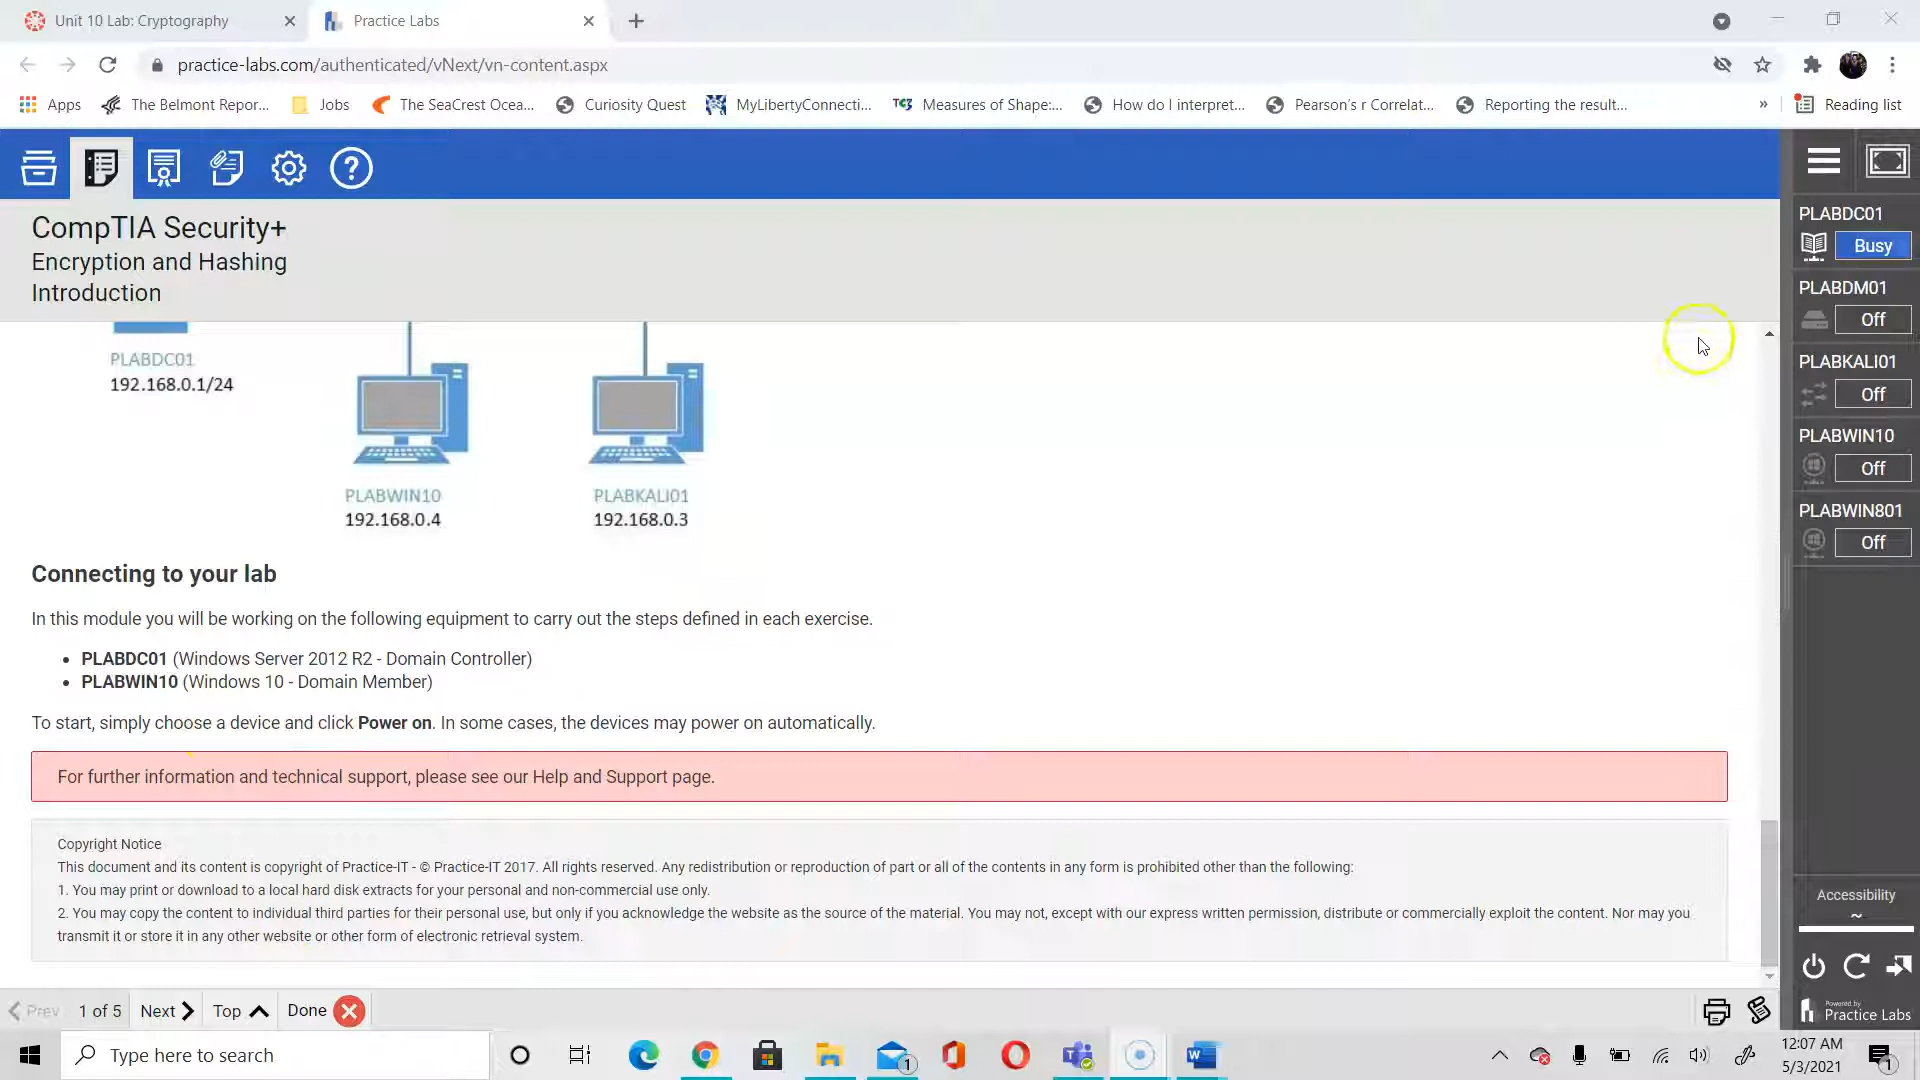 Unit 10 Lab: Cryptography
Practice Labs
practice-labs.com/authenticated/vNext/vn-content.aspx
Apps
The Belmont Repor...
Jobs
The SeaCrest Ocea...
Curiosity Quest
MyLibertyConnecti...
TC3
Measures of Shape:...
How do I interpret...
Pearson's r Correlat...
Reporting the result...
»
Reading list
CompTIA Security+
Encryption and Hashing
Introduction
PLABDC01
Busy
PLABDM01
Off
PLABKALI01
Off
PLABWIN10
Off
PLABWIN801
Off
PLABDC01
192.168.0.1/24
PLABWIN10
192.168.0.4
PLABKALI01
192.168.0.3
Connecting to your lab
In this module you will be working on the following equipment to carry out the steps defined in each exercise.
• PLABDC01 (Windows Server 2012 R2 - Domain Controller)
• PLABWIN10 (Windows 10 - Domain Member)
To start, simply choose a device and click Power on. In some cases, the devices may power on automatically.
For further information and technical support, please see our Help and Support page.
Copyright Notice
This document and its content is copyright of Practice-IT - © Practice-IT 2017. All rights reserved. Any redistribution or reproduction of part or all of the contents in any form is prohibited other than the following:
1. You may print or download to a local hard disk extracts for your personal and non-commercial use only.
2. You may copy the content to individual third parties for their personal use, but only if you acknowledge the website as the source of the material. You may not, except with our express written permission, distribute or commercially exploit the content. Nor may you
transmit it or store it in any other website or other form of electronic retrieval system.
Accessibility
Powered by
Practice Labs
Prev
1 of 5
Next
Top
Done
Type here to search
1
12:07 AM
5/3/2021
1